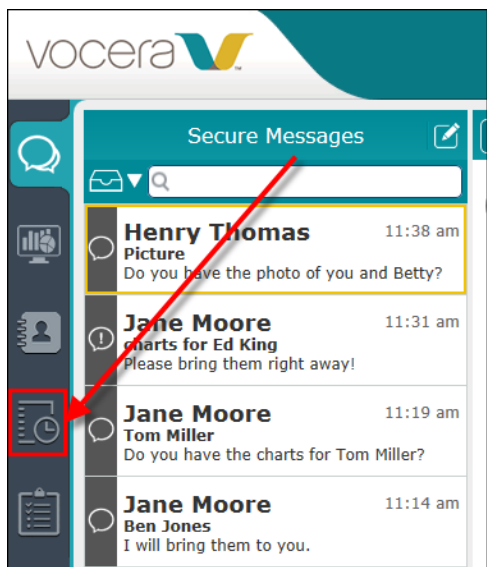 vocera
Secure Messages
Henry Thomas 11:38 am
Picture
Do you have the photo of you and Betty?
Jane Moore 11:31 am
charts for Ed King
Please bring them right away!
Jane Moore 11:19 am
Tom Miller
Do you have the charts for Tom Miller?
Jane Moore 11:14 am
Ben Jones
I will bring them to you.